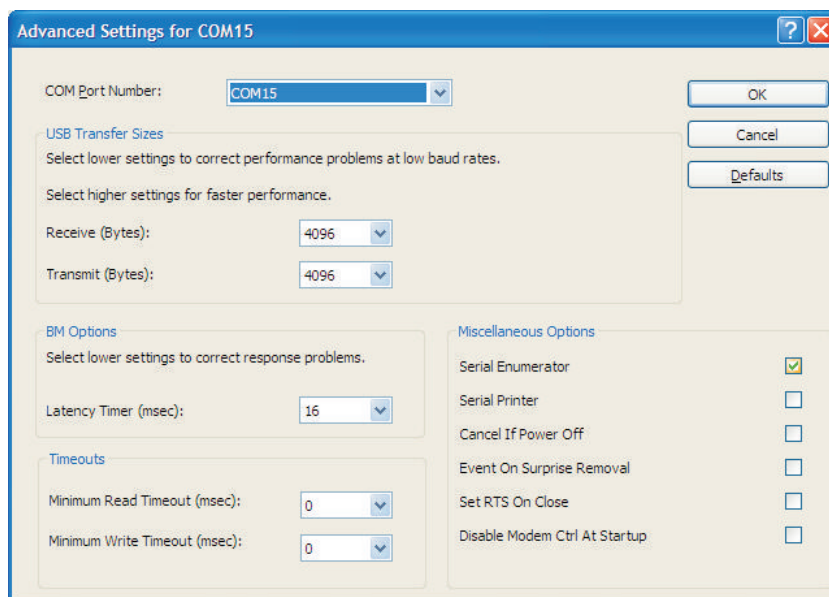 Advanced Settings for COM15
COM Port Number:
COM15
OK
Cancel
Defaults
USB Transfer Sizes
Select lower settings to correct performance problems at low baud rates.
Select higher settings for faster performance.
Receive (Bytes):
4096
Transmit (Bytes):
4096
BM Options
Select lower settings to correct response problems.
Latency Timer (msec):
16
Timeouts
Minimum Read Timeout (msec):
0
Minimum Write Timeout (msec):
0
Miscellaneous Options
Serial Enumerator
Serial Printer
Cancel If Power Off
Event On Surprise Removal
Set RTS On Close
Disable Modem Ctrl At Startup